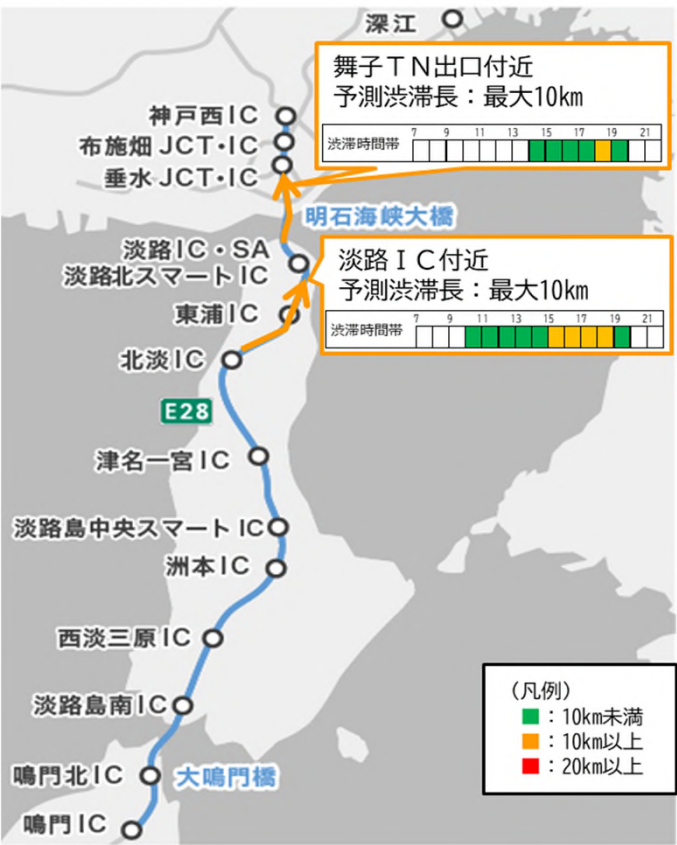 深江
舞子TN出口付近
予測渋滞長：最大10km
7 9 11 13 15 17 19 21
渋滞時間帯
神戸西IC
布施畑JCT・IC
垂水JCT・IC
明石海峡大橋
淡路IC・SA
淡路北スマートIC
淡路IC付近
予測渋滞長：最大10km
7 9 11 13 15 17 19 21
渋滞時間帯
東浦IC
北淡IC
E28
津名一宮IC
淡路島中央スマートIC
洲本IC
西淡三原IC
淡路島南IC
鳴門北IC
大鳴門橋
鳴門IC
（凡例）
：10km未満
：10km以上
：20km以上